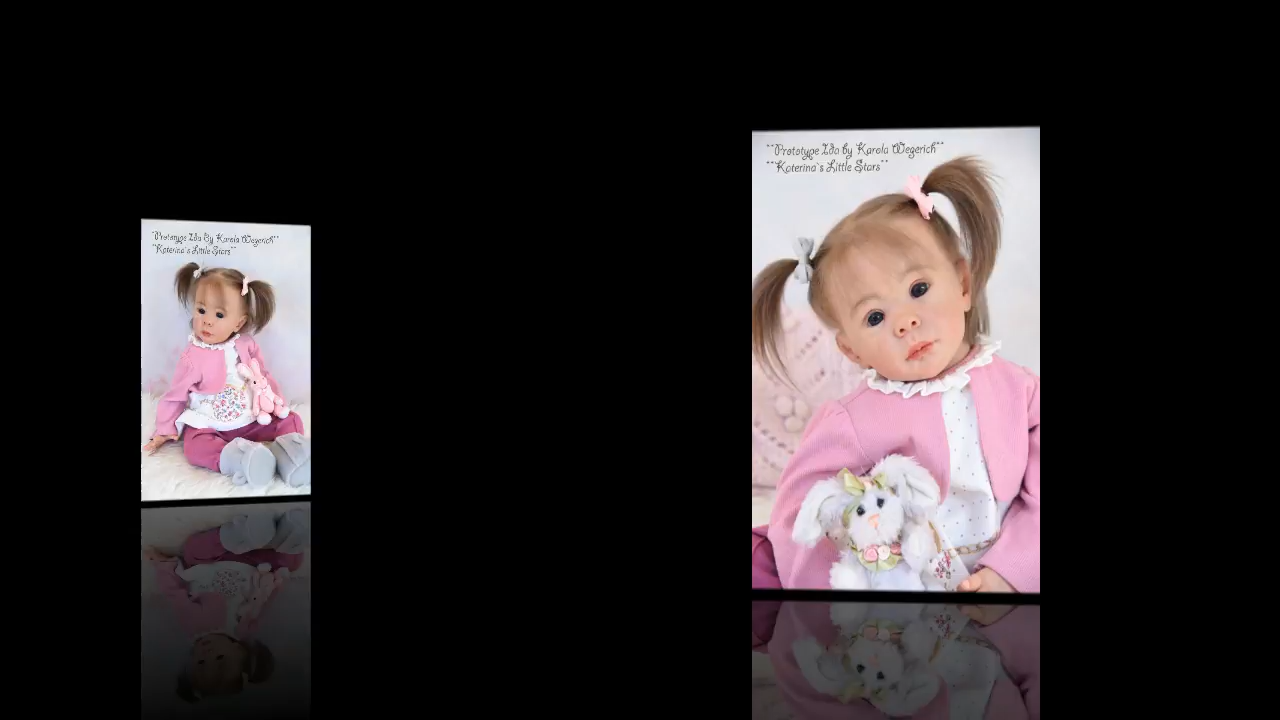 ~Prototype Ida By Karola Wegerich~
~Katerina`s Little Stars~
~Prototype Ida by Karola Wegerich~
~Katerina`s Little Stars~